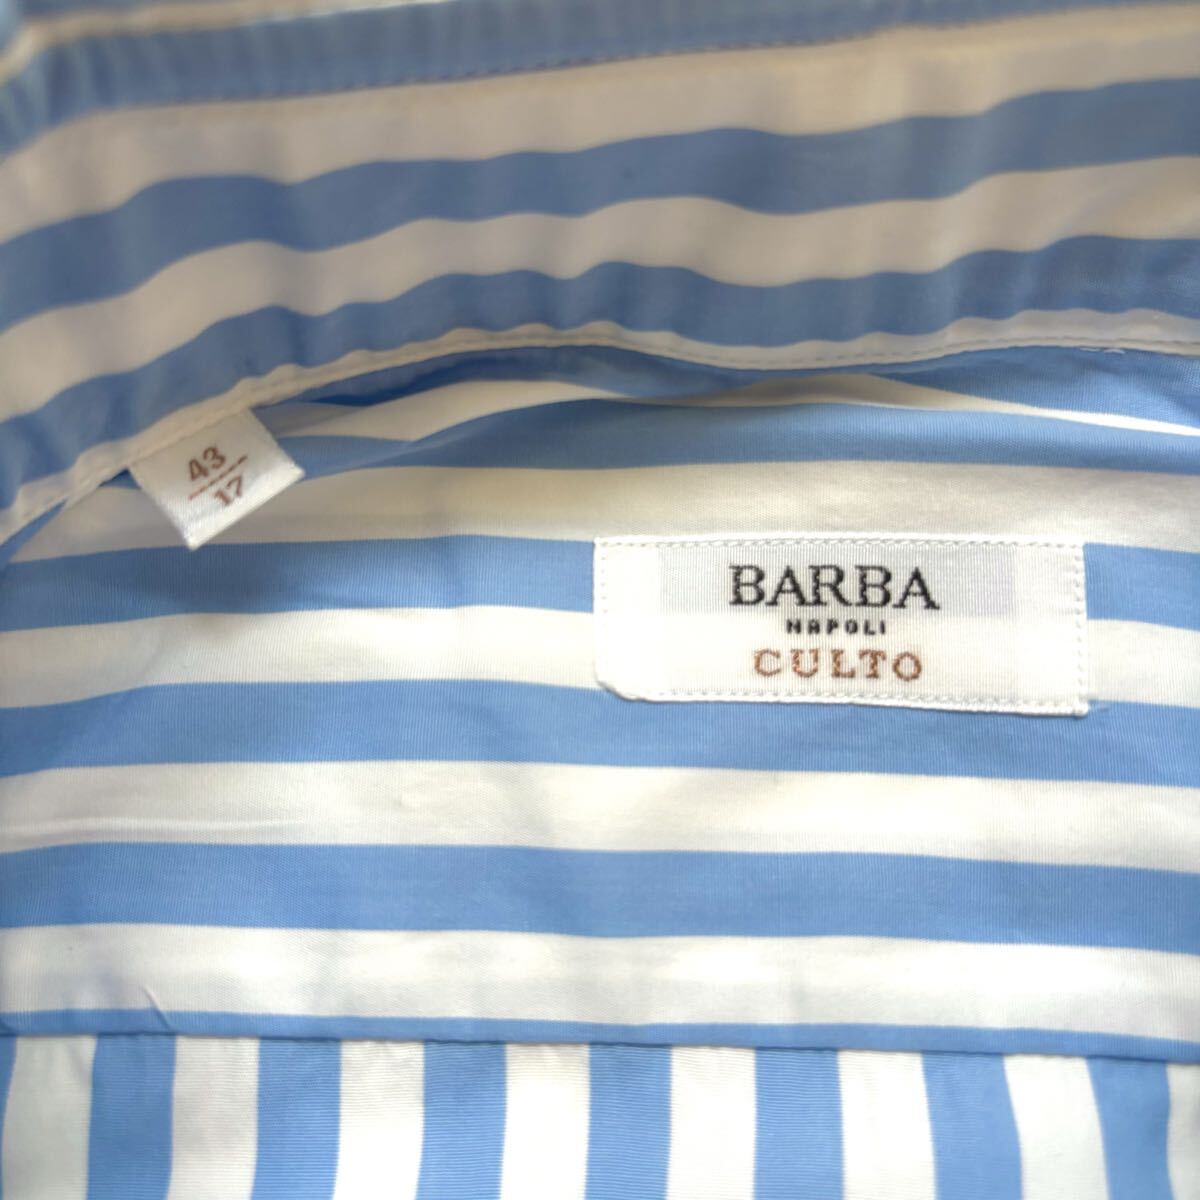 43
17
BARBA
NAPOLI
CULTO